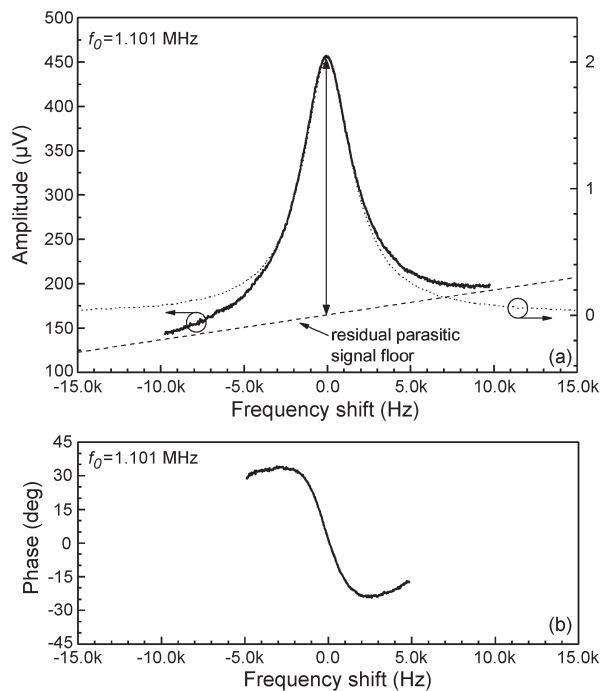 f0=1.101 MHz
500
450
400
350
300
250
200
150
100
2
1
0
Amplitude (µV)
residual parasitic
signal floor
(a)
-15.0k -10.0k -5.0k 0.0 5.0k 10.0k 15.0k
Frequency shift (Hz)
f0=1.101 MHz
45
30
15
0
-15
-30
-45
Phase (deg)
(b)
-15.0k -10.0k -5.0k 0.0 5.0k 10.0k 15.0k
Frequency shift (Hz)